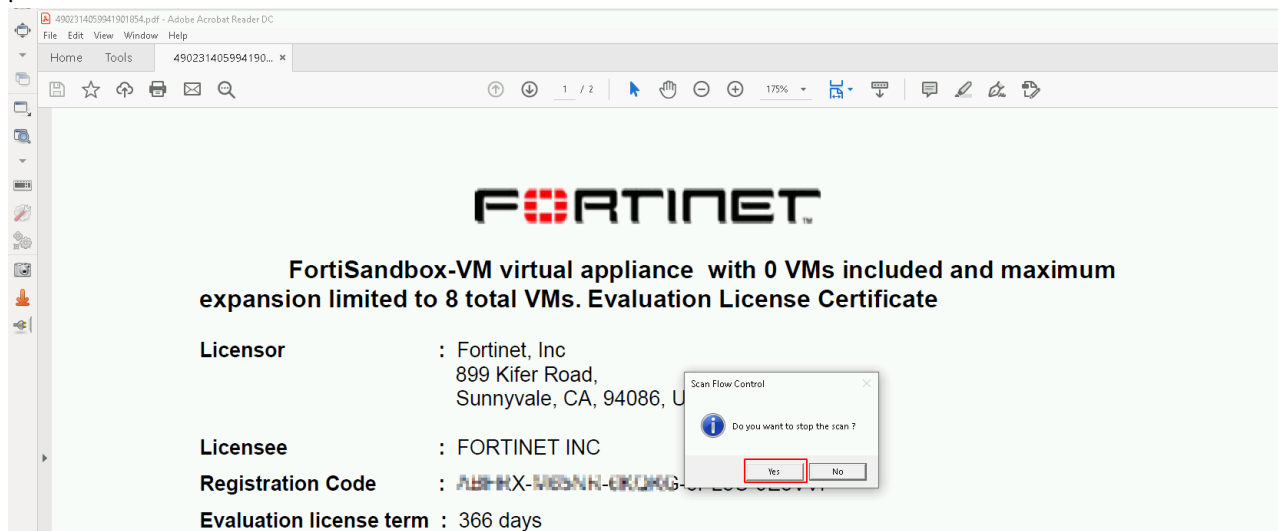 490231405994190185​4.pdf - Adobe Acrobat Reader DC
File Edit View Window Help
Home Tools 490231405994190... ×
1 / 2 175%
FORTINET
FortiSandbox-VM virtual appliance with 0 VMs included and maximum
expansion limited to 8 total VMs. Evaluation License Certificate
Licensor : Fortinet, Inc
899 Kifer Road,
Sunnyvale, CA, 94086, U
Scan Flow Control
Do you want to stop the scan ?
Yes No
Licensee : FORTINET INC
Registration Code :
Evaluation license term : 366 days